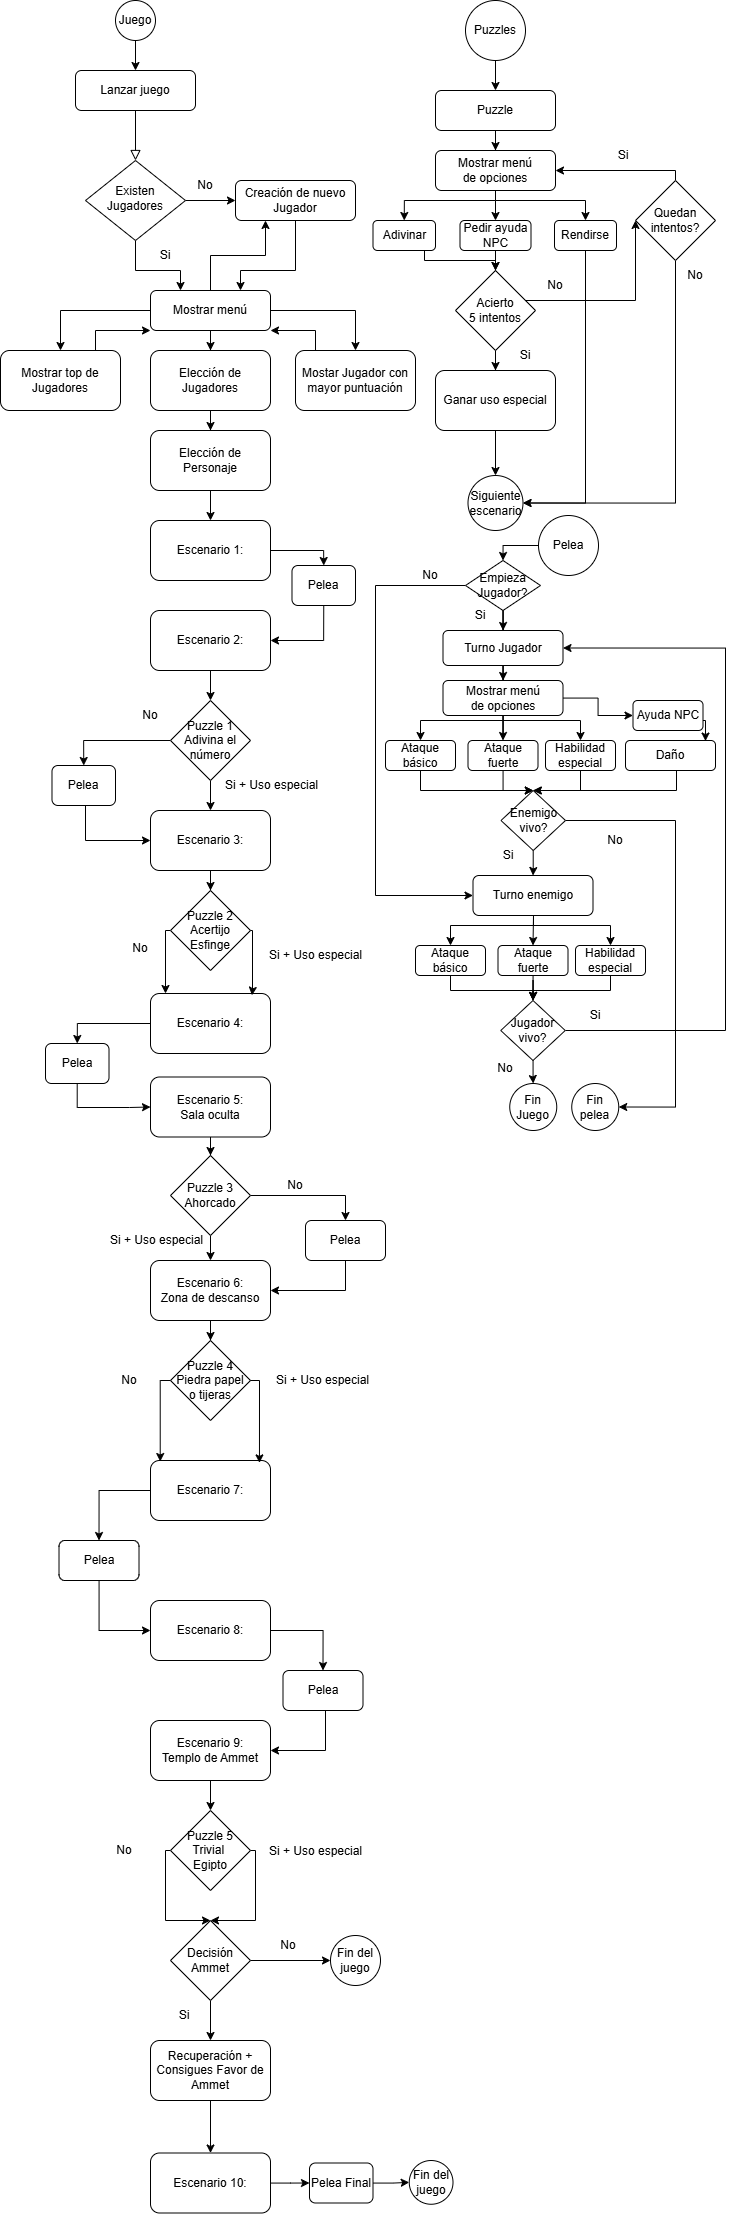 Juego
Lanzar juego
Existen
Jugadores
No
Creación de nuevo
Jugador
Si
Mostrar menú
Mostrar top de
Jugadores
Elección de
Jugadores
Mostar Jugador con
mayor puntuación
Elección de
Personaje
Escenario 1:
Pelea
Escenario 2:
No
Puzzle 1
Adivina el
número
Pelea
Si + Uso especial
Escenario 3:
Puzzle 2
Acertijo
Esfinge
No
Si + Uso especial
Escenario 4:
Pelea
Escenario 5:
Sala oculta
Puzzle 3
Ahorcado
No
Si + Uso especial
Pelea
Escenario 6:
Zona de descanso
Puzzle 4
Piedra papel
o tijeras
No
Si + Uso especial
Escenario 7:
Pelea
Escenario 8:
Pelea
Escenario 9:
Templo de Ammet
Puzzle 5
Trivial
Egipto
No
Si + Uso especial
Decisión
Ammet
No
Fin del
juego
Si
Recuperación +
Consigues Favor de
Ammet
Escenario 10:
Pelea Final
Fin del
juego
Puzzles
Puzzle
Mostrar menú
de opciones
Si
Adivinar
Pedir ayuda
NPC
Rendirse
Quedan
intentos?
No
No
Acierto
5 intentos
Si
Ganar uso especial
Siguiente
escenario
Pelea
Empieza
Jugador?
No
Si
Turno Jugador
Mostrar menú
de opciones
Ayuda NPC
Ataque
básico
Ataque
fuerte
Habilidad
especial
Daño
Enemigo
vivo?
No
Si
Turno enemigo
Ataque
básico
Ataque
fuerte
Habilidad
especial
Jugador
vivo?
Si
No
Fin
Juego
Fin
pelea